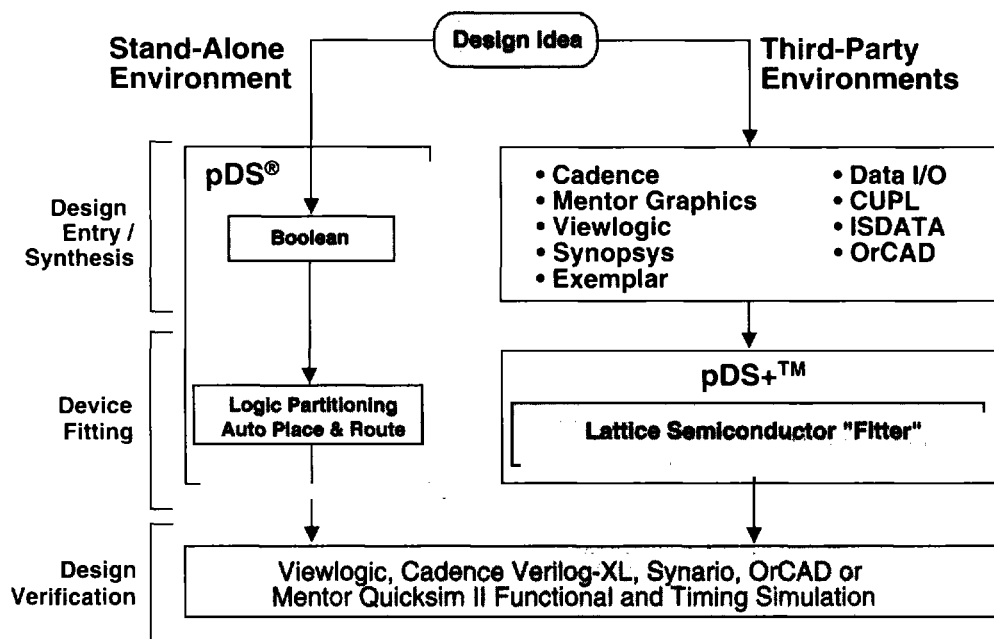 Design Idea
Stand-Alone
Environment
Third-Party
Environments
Design
Entry /
Synthesis
pDS®
Boolean
• Cadence
• Mentor Graphics
• Viewlogic
• Synopsys
• Exemplar
• Data I/O
• CUPL
• ISDATA
• OrCAD
Device
Fitting
Logic Partitioning
Auto Place & Route
pDS+™
Lattice Semiconductor "Fitter"
Design
Verification
Viewlogic, Cadence Verilog-XL, Synario, OrCAD or
Mentor Quicksim II Functional and Timing Simulation